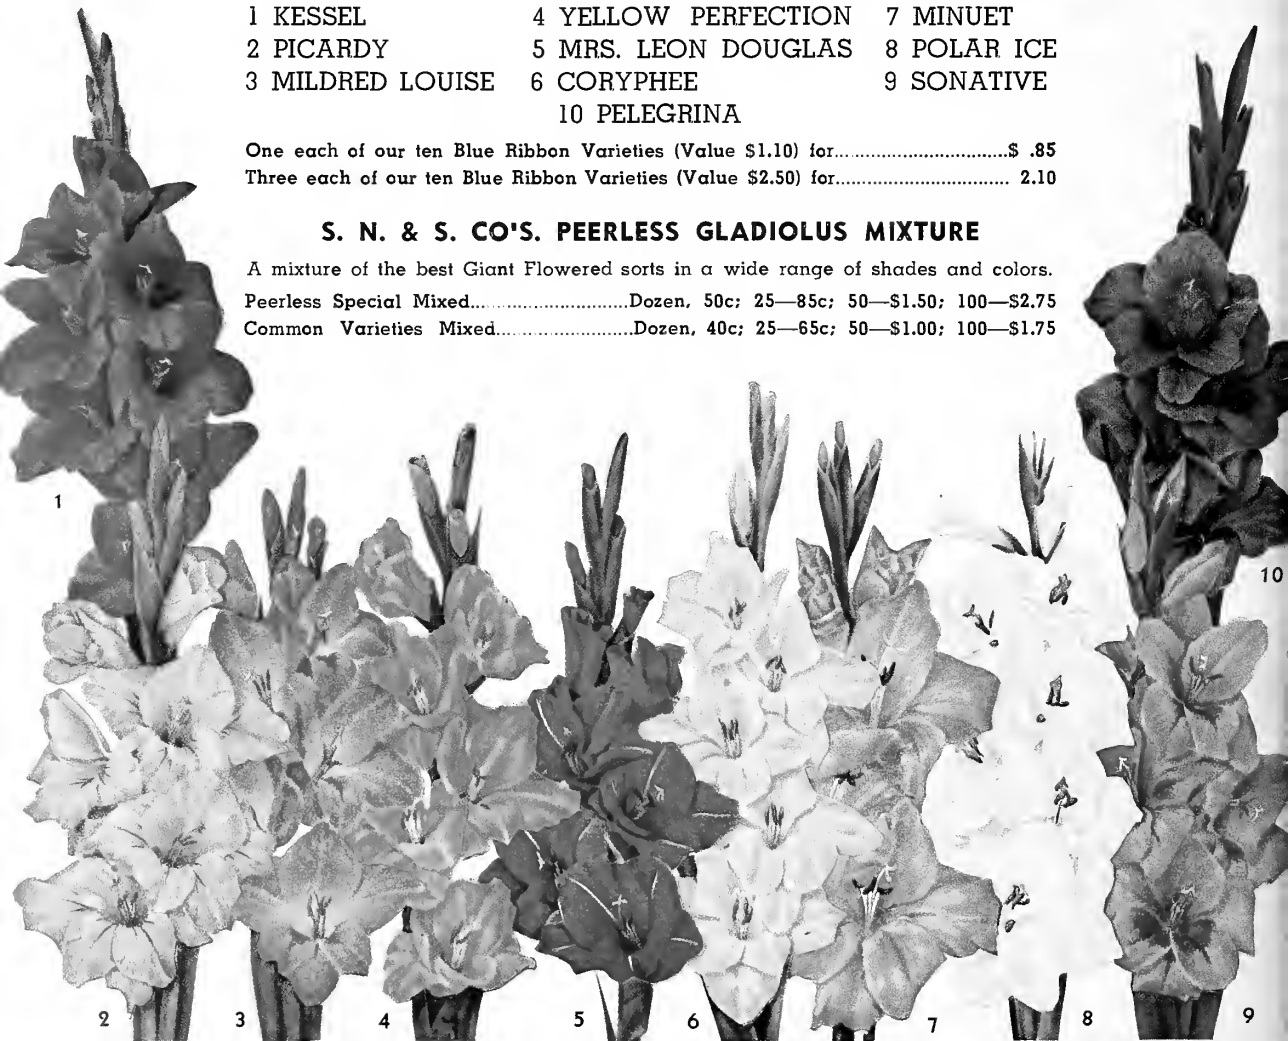 1 KESSEL 4 YELLOW PERFECTION 7 MINUET
2 PICARDY 5 MRS. LEON DOUGLAS 8 POLAR ICE
3 MILDRED LOUISE 6 CORYPHEE 9 SONATIVE
10 PELEGRINA
One each of our ten Blue Ribbon Varieties (Value $1.10) for..............................$ .85
Three each of our ten Blue Ribbon Varieties (Value $2.50) for................................ 2.10
S. N. & S. CO'S. PEERLESS GLADIOLUS MIXTURE
A mixture of the best Giant Flowered sorts in a wide range of shades and colors.
Peerless Special Mixed............................Dozen, 50c; 25—85c; 50—$1.50; 100—$2.75
Common Varieties Mixed........................Dozen, 40c; 25—65c; 50—$1.00; 100—$1.75
1
10
2 3 4 5 6 7 8 9